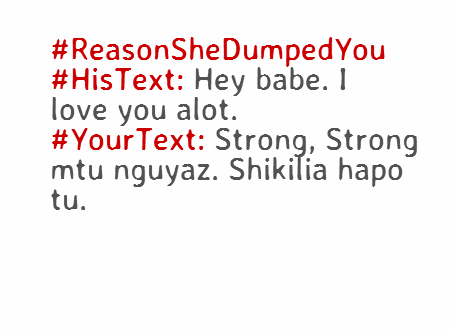 #ReasonSheDumpedYou
#HisText: Hey babe. I
love you alot.
#YourText: Strong, Strong
mtu nguyaz. Shikilia hapo
tu.